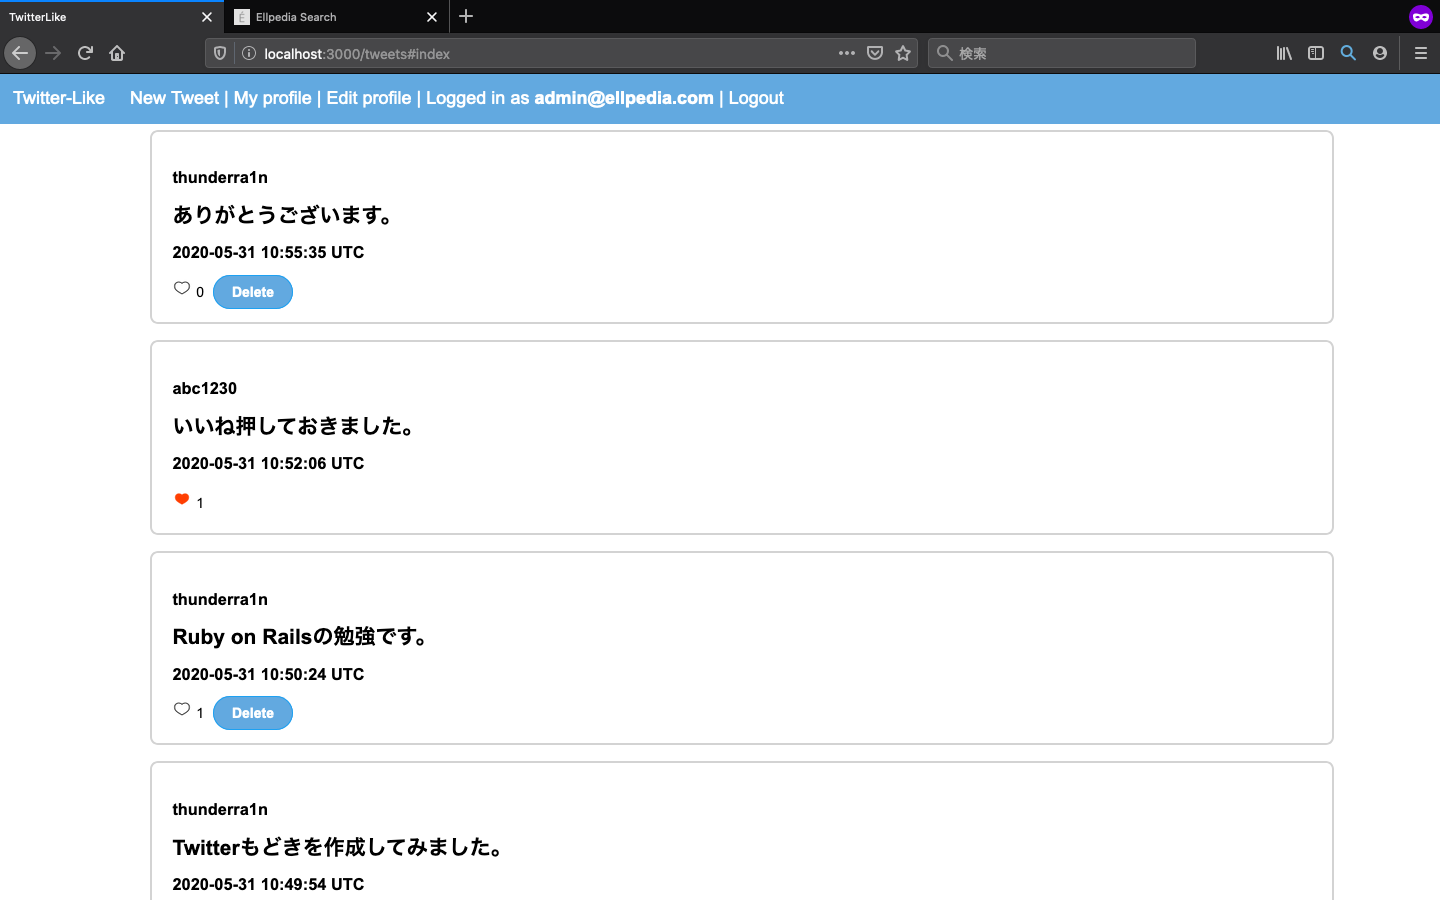 TwitterLike
Ellpedia Search
localhost:3000/tweets#index
検索
Twitter-Like New Tweet | My profile | Edit profile | Logged in as admin@ellpedia.com | Logout
thunderra1n
ありがとうございます。
2020-05-31 10:55:35 UTC
0 Delete
abc1230
いいね押しておきました。
2020-05-31 10:52:06 UTC
1
thunderra1n
Ruby on Railsの勉強です。
2020-05-31 10:50:24 UTC
1 Delete
thunderra1n
Twitterもどきを作成してみました。
2020-05-31 10:49:54 UTC